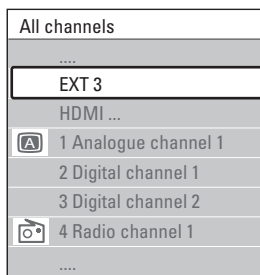 All channels
....
EXT 3
HDMI ...
A 1 Analogue channel 1
2 Digital channel 1
3 Digital channel 2
4 Radio channel 1
....